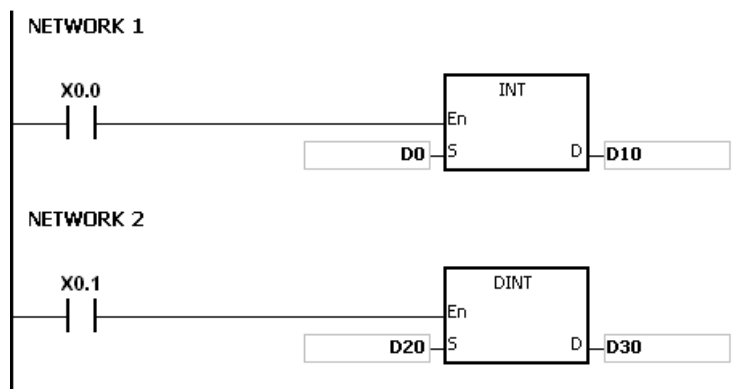 NETWORK 1
X0.0
INT
En
D0 S D D10
NETWORK 2
X0.1
DINT
En
D20 S D D30